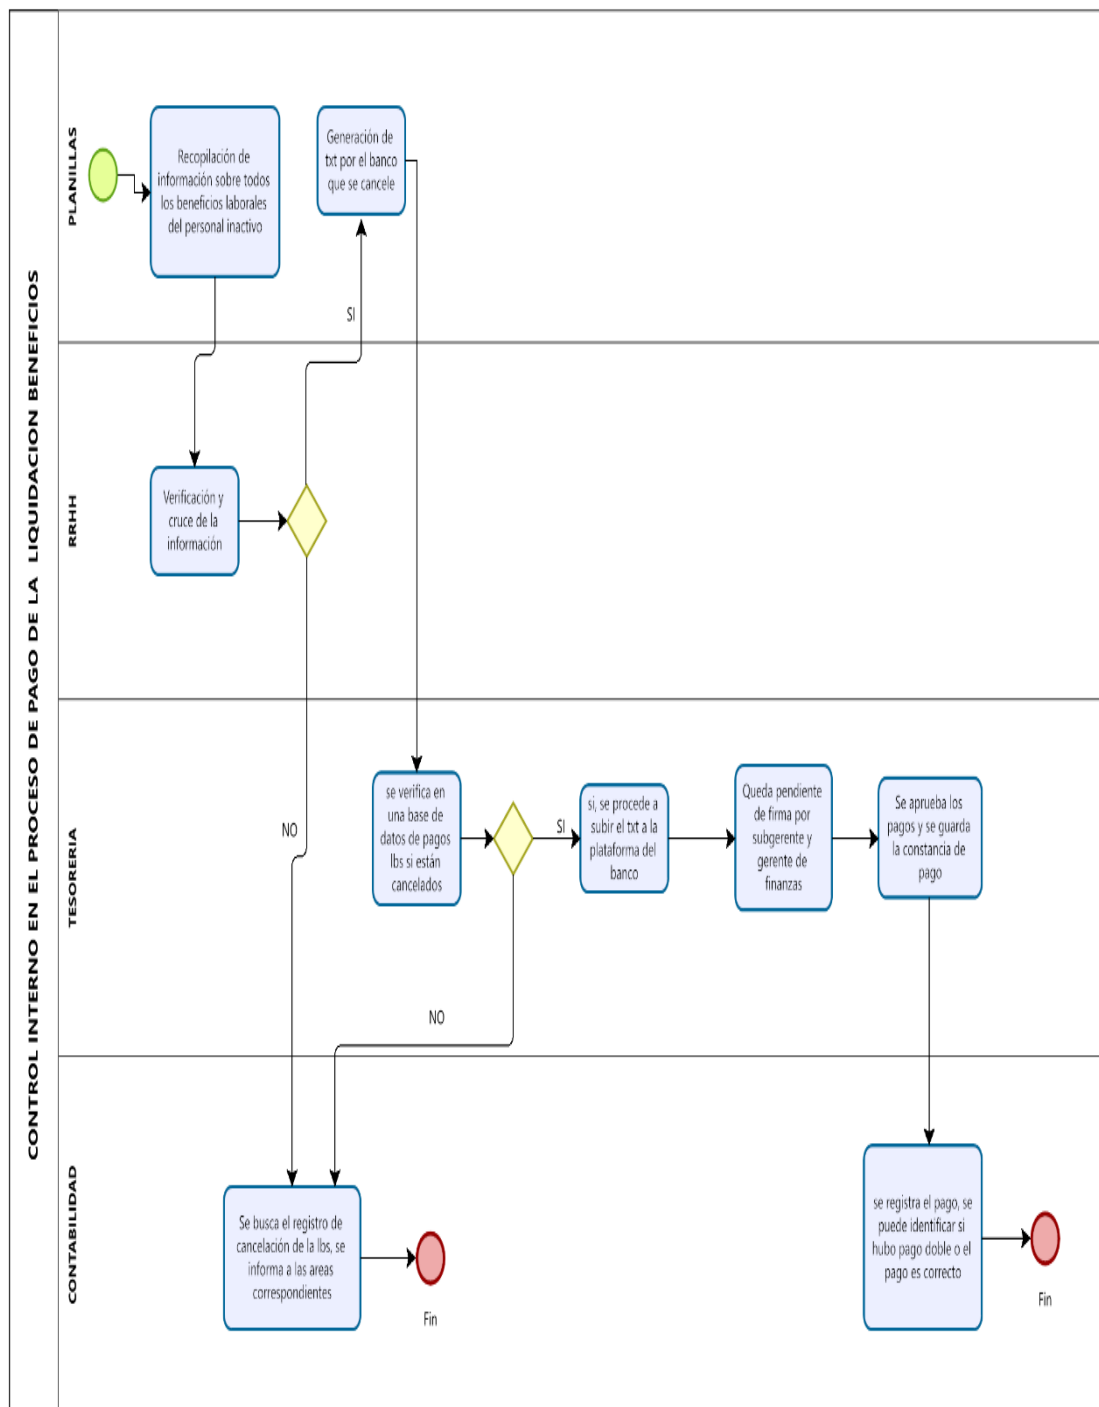 CONTROL INTERNO EN EL PROCESO DE PAGO DE LA LIQUIDACION BENEFICIOS
PLANILLAS
Recopilación de
información sobre todos
los beneficios laborales
del personal inactivo
Generación de
txt por el banco
que se cancele
SI
RRHH
Verificación y
cruce de la
información
NO
TESORERIA
se verifica en
una base de
datos de pagos
lbs si están
cancelados
SI
si, se procede a
subir el txt a la
plataforma del
banco
Queda pendiente
de firma por
subgerente y
gerente de
finanzas
Se aprueba los
pagos y se guarda
la constancia de
pago
NO
CONTABILIDAD
Se busca el registro de
cancelación de la lbs, se
informa a las areas
correspondientes
Fin
se registra el pago, se
puede identificar si
hubo pago doble o el
pago es correcto
Fin